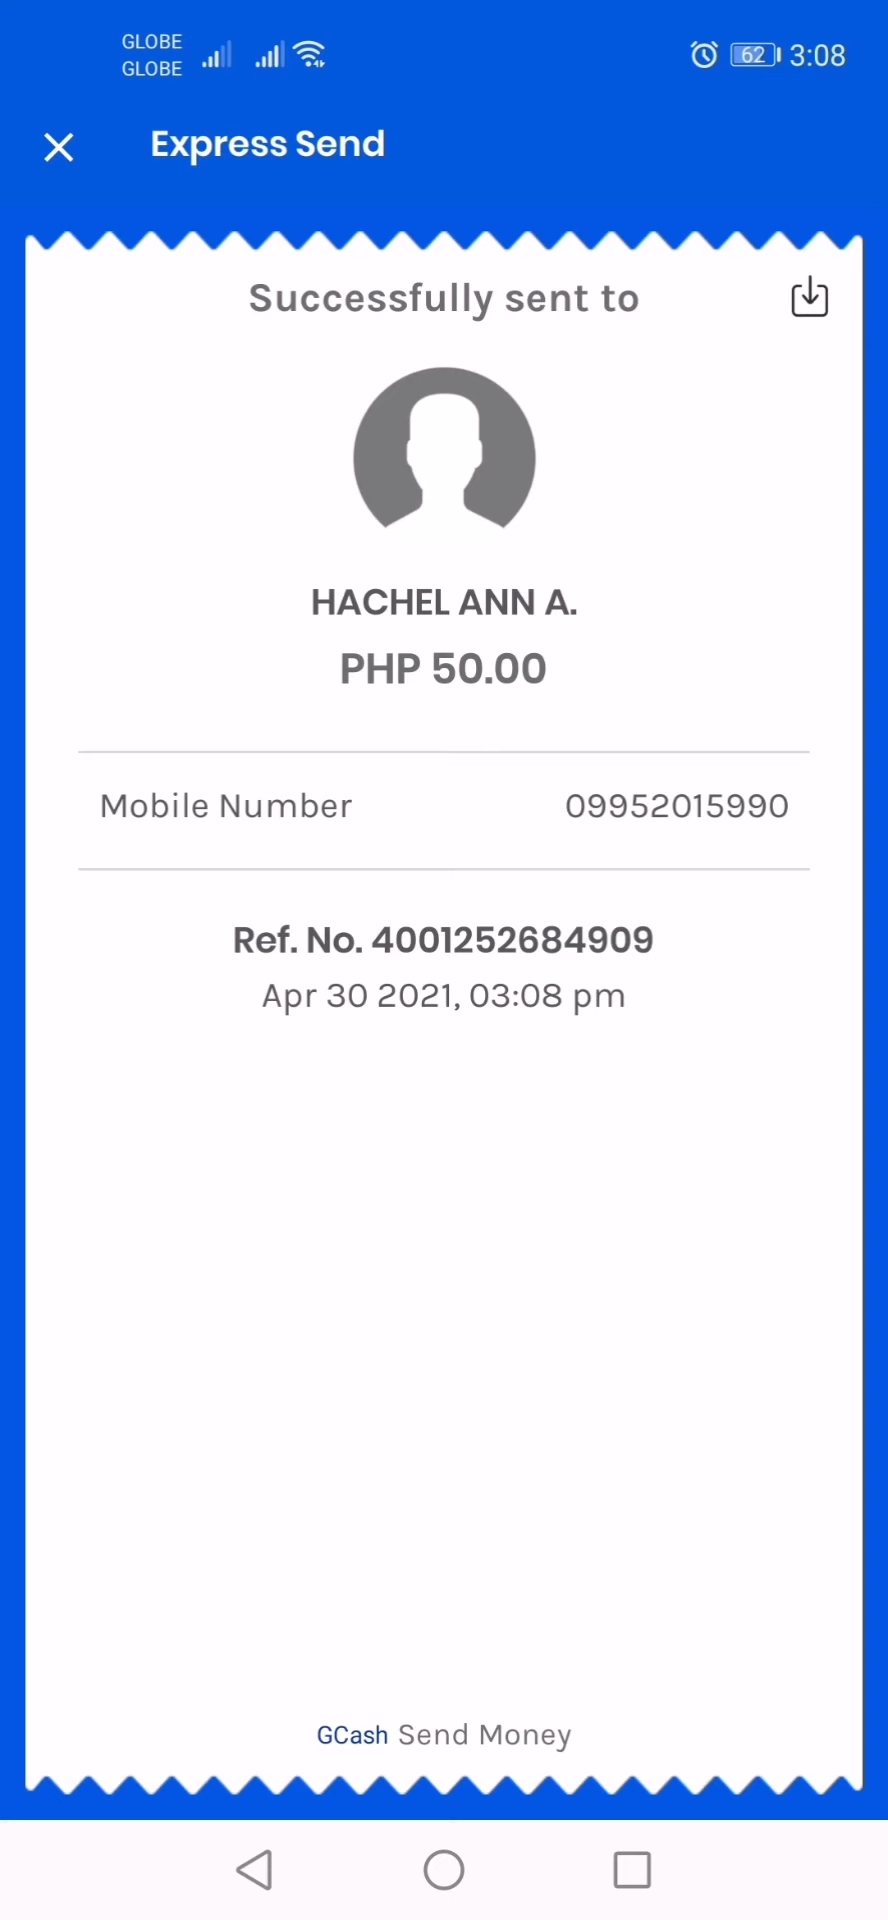 GLOBE
GLOBE
62 3:08
Express Send
Successfully sent to
HACHEL ANN A.
PHP 50.00
Mobile Number 09952015990
Ref. No. 4001252684909
Apr 30 2021, 03:08 pm
GCash Send Money